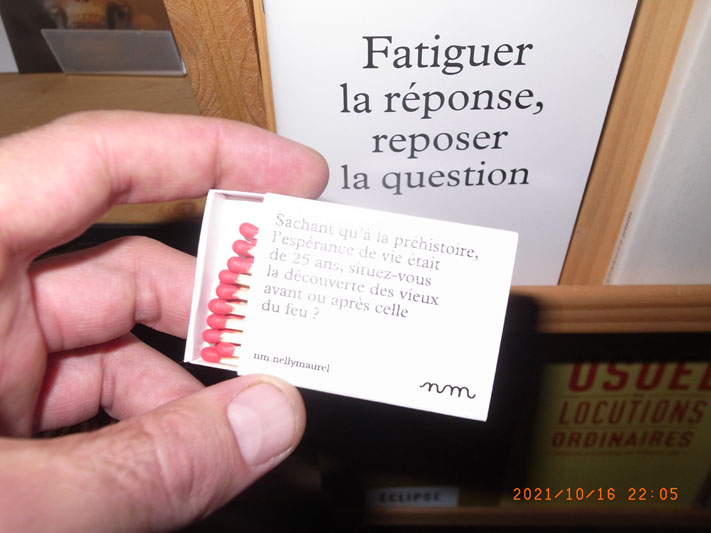 Fatiguer
la réponse,
reposer
la question
Sachant qu'à la préhistoire,
l'espérance de vie était
de 25 ans, situez-vous
la découverte des vieux
avant ou après celle
du feu ?
nm.nellymaurel
nm
USUEL
LOCUTIONS
ORDINAIRES
ECLIPSE
2021/10/16 22:05